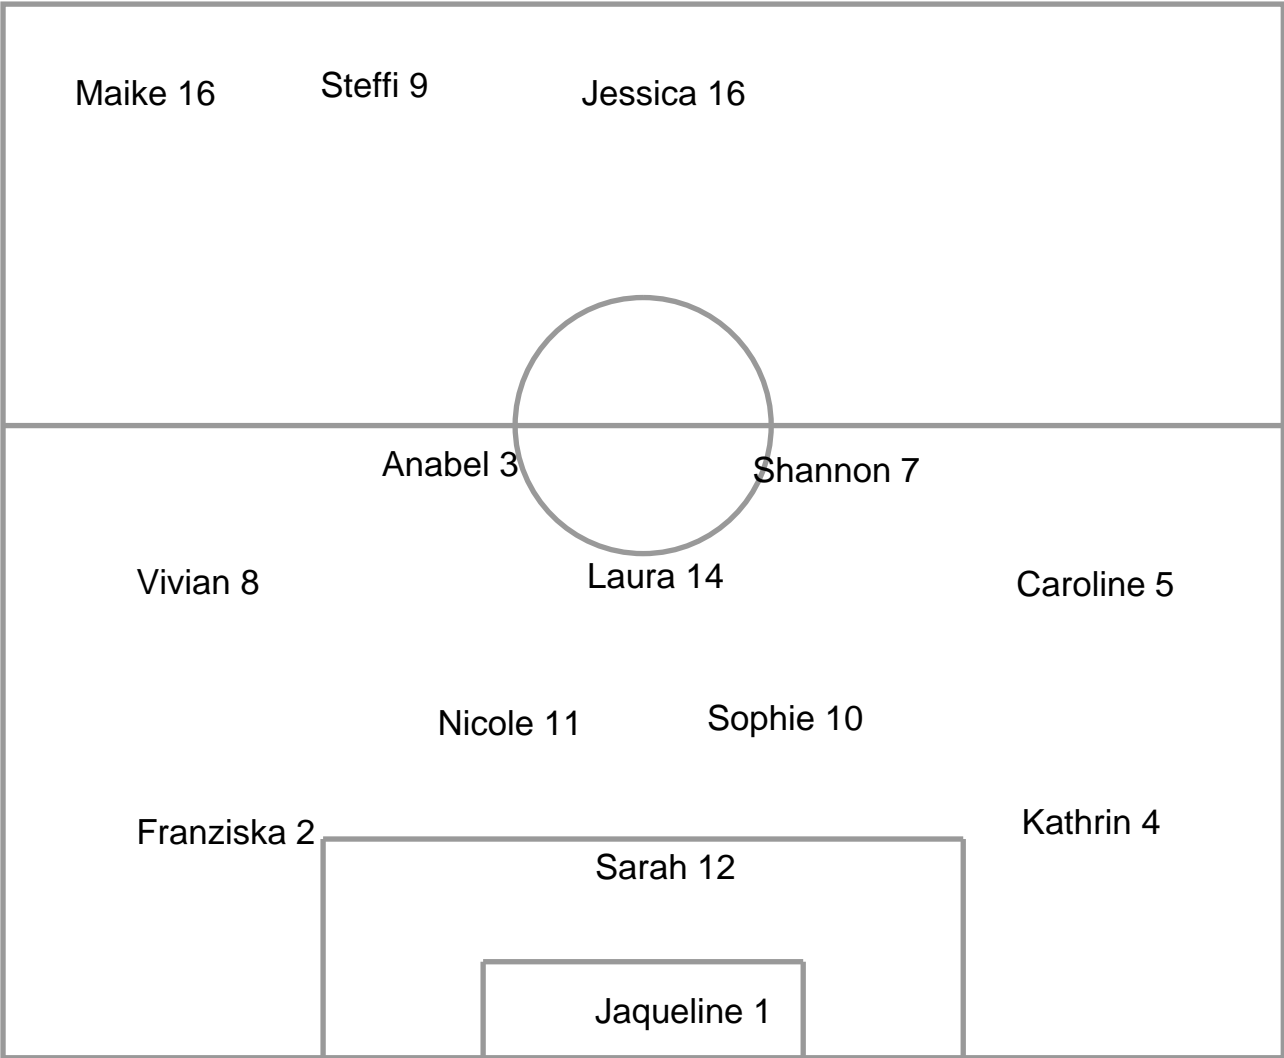 Maike 16
Steffi 9
Jessica 16
Anabel 3
Shannon 7
Vivian 8
Laura 14
Caroline 5
Nicole 11
Sophie 10
Franziska 2
Kathrin 4
Sarah 12
Jaqueline 1